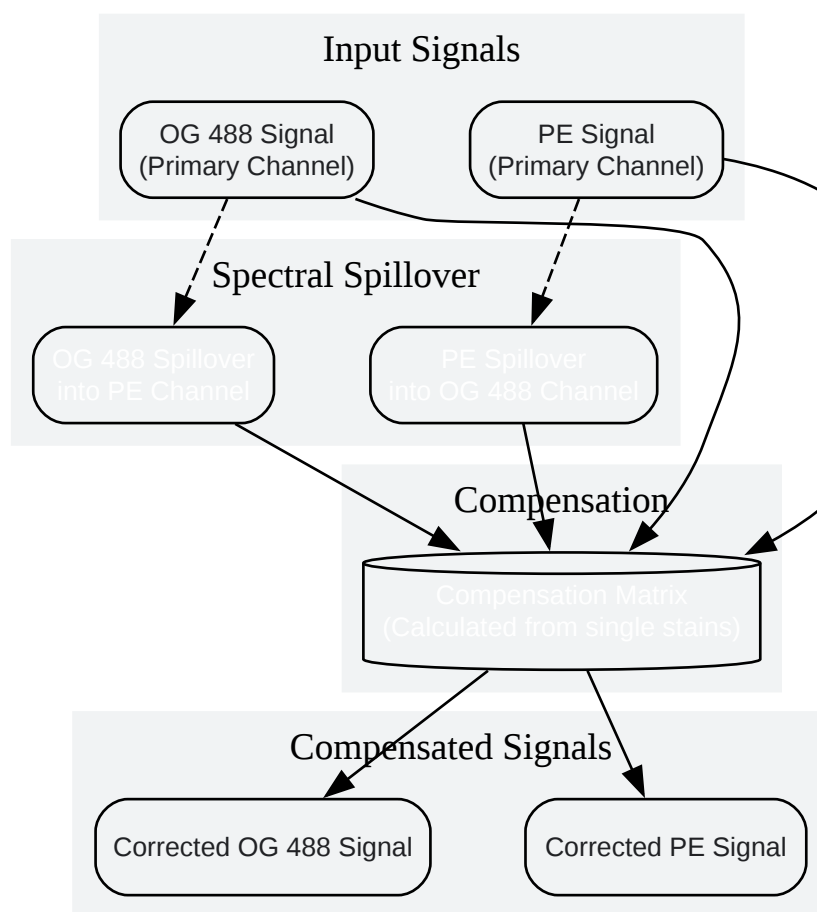 Input Signals
OG 488 Signal
(Primary Channel)
PE Signal
(Primary Channel)
Spectral Spillover
OG 488 Spillover
into PE Channel
PE Spillover
into OG 488 Channel
Compensation
Compensation Matrix
(Calculated from single stains)
Compensated Signals
Corrected OG 488 Signal
Corrected PE Signal